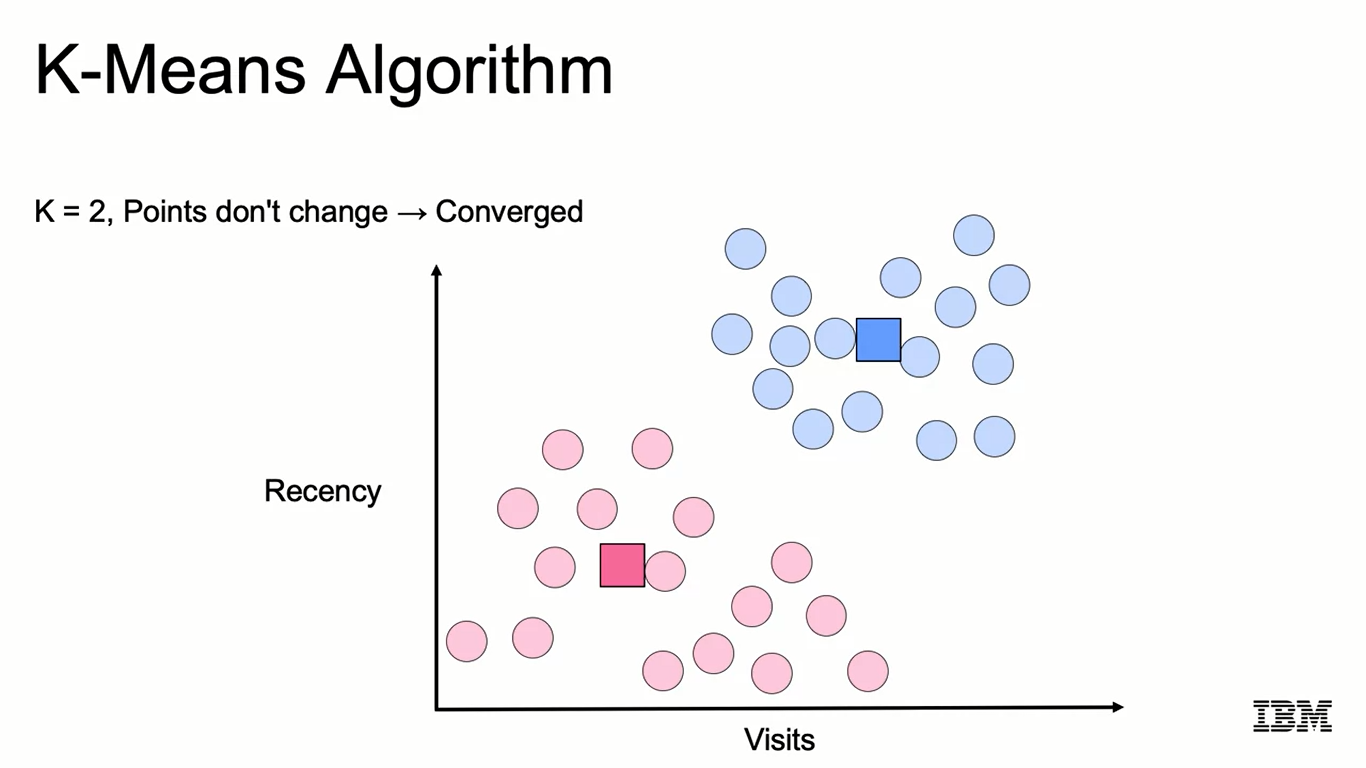 K-Means Algorithm
K = 2, Points don't change → Converged
Recency
Visits
IBM